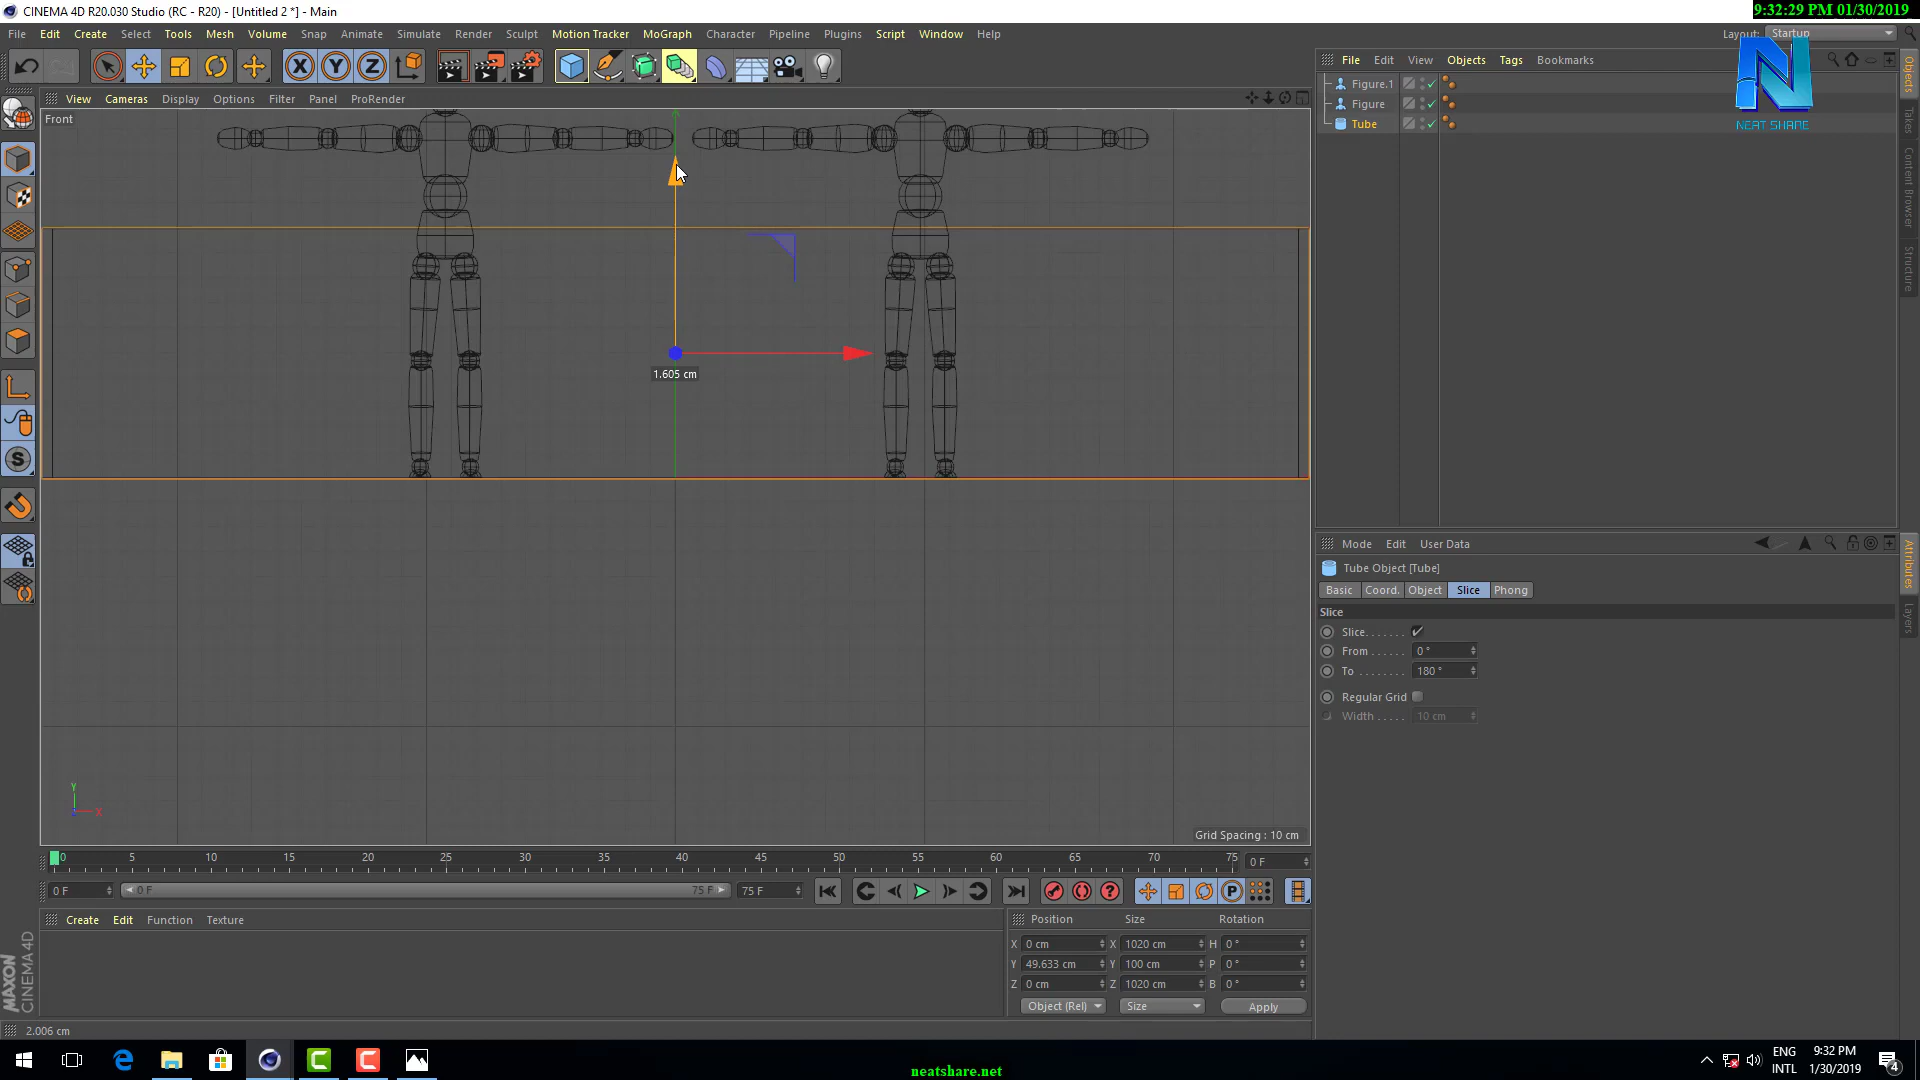 CINEMA 4D R20.030 Studio (RC - R20) - [Untitled 2 *] - Main
9:32:29 PM 01/30/2019
File Edit Create Select Tools Mesh Volume Snap Animate Simulate Render Sculpt Motion Tracker MoGraph Character Pipeline Plugins Script Window Help
Layout: Startup
File Edit View Objects Tags Bookmarks
NEAT SHARE
View Cameras Display Options Filter Panel ProRender
Front
Figure.1
Figure
Tube
Objects
Takes
Content Browser
Structure
1.605 cm
Mode Edit User Data
Tube Object [Tube]
Basic Coord. Object Slice Phong
Slice
Slice
From 0 °
To 180 °
Regular Grid
Width 10 cm
Attributes
Layers
Y
X
Grid Spacing : 10 cm
0 5 10 15 20 25 30 35 40 45 50 55 60 65 70 75 0 F
0 F 0 F 75 F 75 F
P
Create Edit Function Texture
Position Size Rotation
X 0 cm X 1020 cm H 0 °
Y 49.633 cm Y 100 cm P 0 °
Z 0 cm Z 1020 cm B 0 °
Object (Rel) Size Apply
MAXON
CINEMA 4D
2.006 cm
neatshare.net
ENG
INTL
9:32 PM
1/30/2019
4